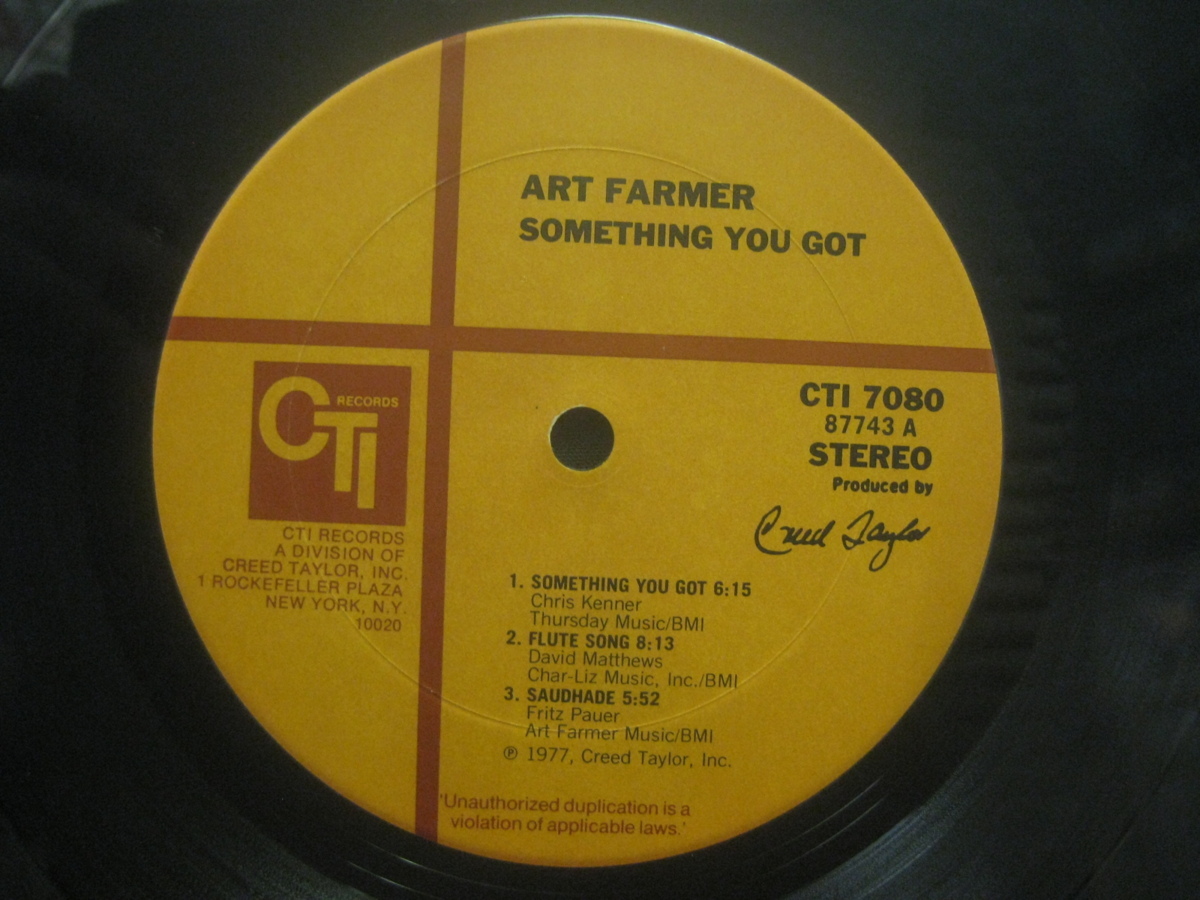 ART FARMER
SOMETHING YOU GOT
CTI RECORDS
CTI RECORDS
A DIVISION OF
CREED TAYLOR, INC.
1 ROCKEFELLER PLAZA
NEW YORK, N.Y.
10020
CTI 7080
87743 A
STEREO
Produced by
Creed Taylor
1. SOMETHING YOU GOT 6:15
Chris Kenner
Thursday Music/BMI
2. FLUTE SONG 8:13
David Matthews
Char-Liz Music, Inc./BMI
3. SAUDHADE 5:52
Fritz Pauer
Art Farmer Music/BMI
℗ 1977, Creed Taylor, Inc.
'Unauthorized duplication is a
violation of applicable laws.'